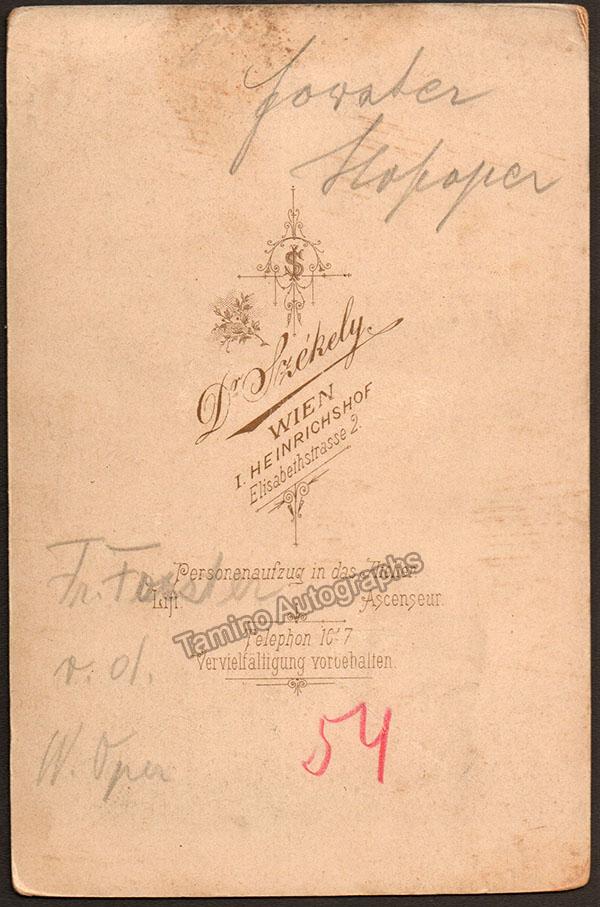 Forster
Hofoper
S
Dr. Székely.
WIEN
I. HEINRICHSHOF
Elisabethstrasse 2.
Personenaufzug in das Atelier
Fr. Forster
Lift. Ascenseur.
Tamino Autographs
Telephon 10
Vervielfältigung vorbehalten.
v. d.
W. Oper
54